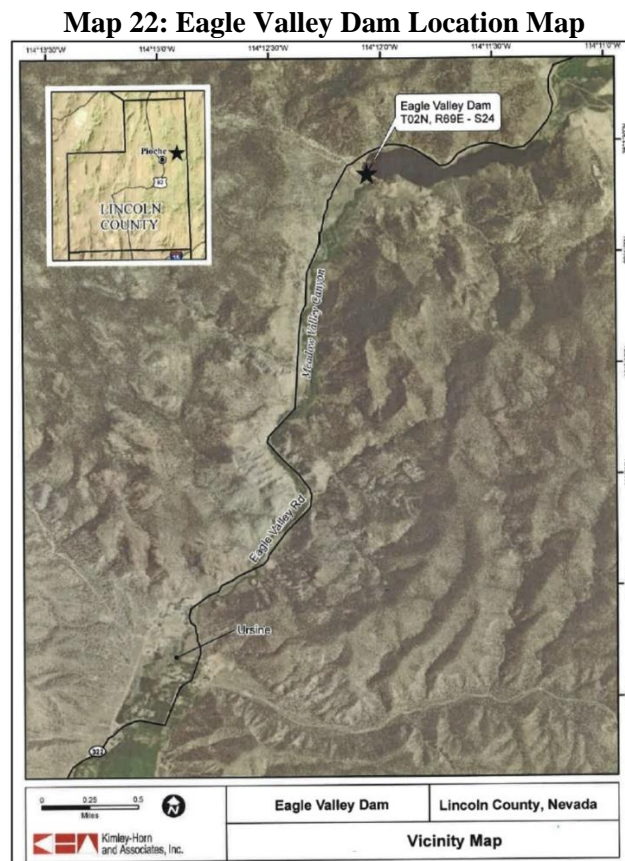 Map 22: Eagle Valley Dam Location Map
114°13'30"W
114°13'0"W
114°12'30"W
114°12'0"W
114°11'30"W
114°11'0"W
Eagle Valley Dam
T02N, R69E - S24
Pioche
93
LINCOLN
COUNTY
15
Meadow Valley Canyon
Eagle Valley Rd
Ursine
322
0 0.25 0.5
Miles
N
Kimley-Horn
and Associates, Inc.
Eagle Valley Dam
Lincoln County, Nevada
Vicinity Map